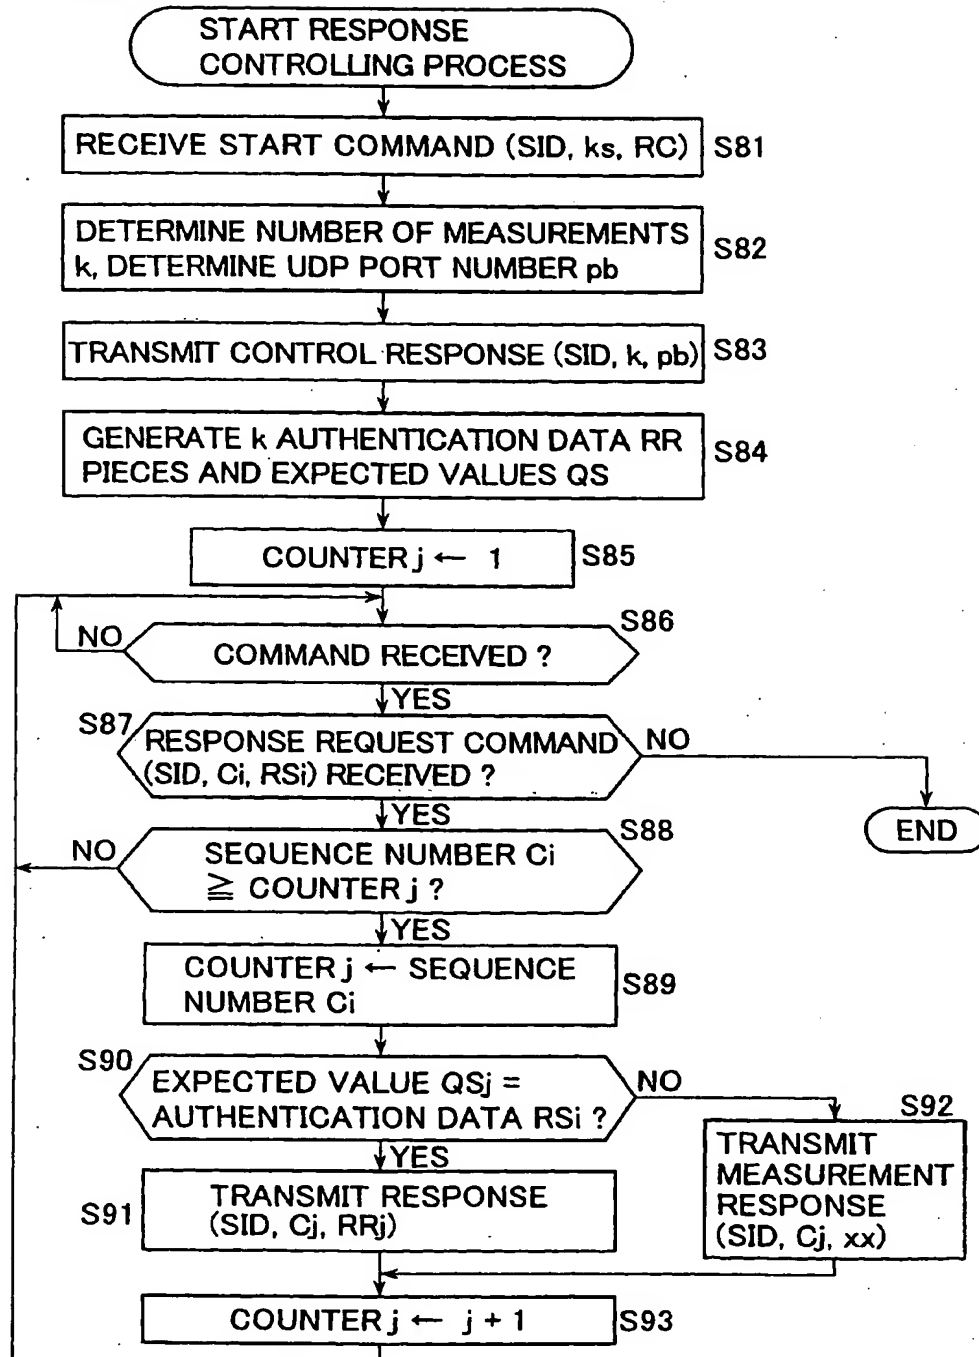 START RESPONSE
CONTROLLING PROCESS
RECEIVE START COMMAND (SID, ks, RC)
S81
DETERMINE NUMBER OF MEASUREMENTS
k, DETERMINE UDP PORT NUMBER pb
S82
TRANSMIT CONTROL RESPONSE (SID, k, pb)
S83
GENERATE k AUTHENTICATION DATA RR
PIECES AND EXPECTED VALUES QS
S84
COUNTER j ← 1
S85
S86
NO
COMMAND RECEIVED ?
YES
S87
RESPONSE REQUEST COMMAND
(SID, Ci, RSi) RECEIVED ?
NO
YES
END
S88
NO
SEQUENCE NUMBER Ci
≧ COUNTER j ?
YES
COUNTER j ← SEQUENCE
NUMBER Ci
S89
S90
EXPECTED VALUE QSj =
AUTHENTICATION DATA RSi ?
NO
YES
S92
TRANSMIT
MEASUREMENT
RESPONSE
(SID, Cj, xx)
S91
TRANSMIT RESPONSE
(SID, Cj, RRj)
COUNTER j ← j + 1
S93